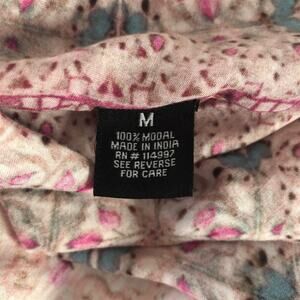 M
100% MODAL
MADE IN INDIA
RN # 114997
SEE REVERSE
FOR CARE